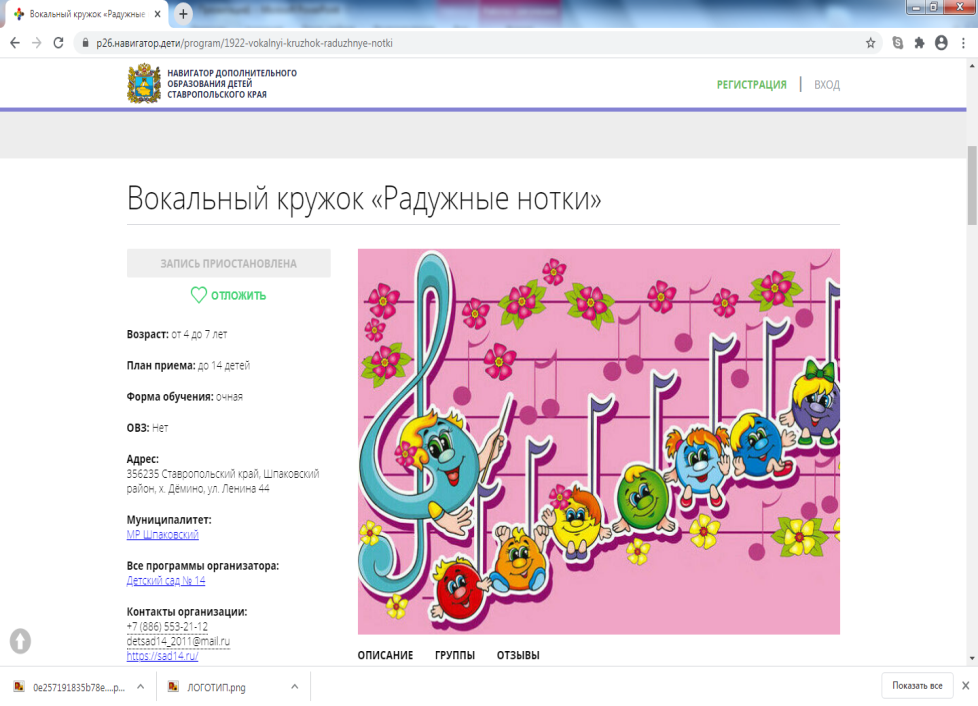 Вокальный кружок «Радужные
p26.навигатор.дети/program/1922-vokalnyi-kruzhok-raduzhnye-notki
НАВИГАТОР ДОПОЛНИТЕЛЬНОГО
ОБРАЗОВАНИЯ ДЕТЕЙ
СТАВРОПОЛЬСКОГО КРАЯ
РЕГИСТРАЦИЯ
ВХОД
Вокальный кружок «Радужные нотки»
ЗАПИСЬ ПРИОСТАНОВЛЕНА
ОТЛОЖИТЬ
Возраст: от 4 до 7 лет
План приема: до 14 детей
Форма обучения: очная
ОВЗ: Нет
Адрес:
356235 Ставропольский край, Шпаковский
район, х. Дёмино, ул. Ленина 44
Муниципалитет:
МР Шпаковский
Все программы организатора:
Детский сад № 14
Контакты организации:
+7 (886) 553-21-12
detsad14_2011@mail.ru
https://sad14.ru/
ОПИСАНИЕ ГРУППЫ ОТЗЫВЫ
0e257191835b78e....p...
ЛОГОТИП.png
Показать все